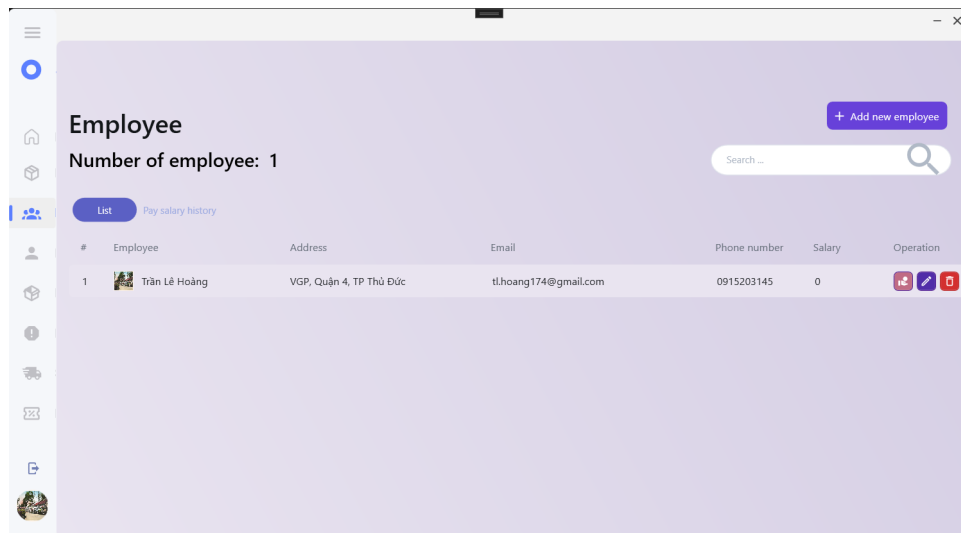 Employee
+ Add new employee
Number of employee: 1
Search ...
List
Pay salary history
# Employee Address Email Phone number Salary Operation
1 Trần Lê Hoàng VGP, Quận 4, TP Thủ Đức tl.hoang174@gmail.com 0915203145 0